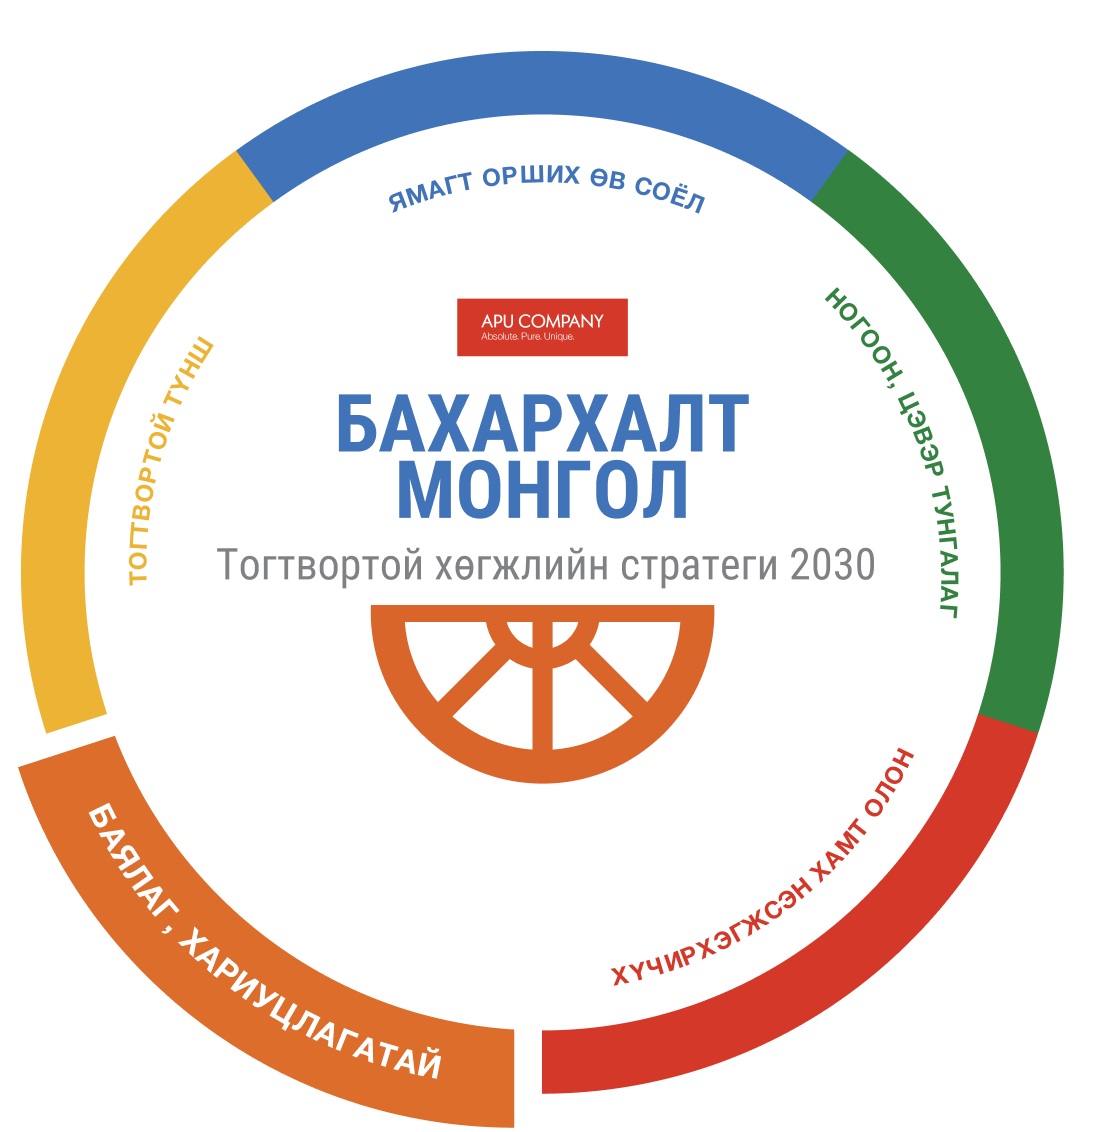 ЯМАГТ ОРШИХ ӨВ СОЁЛ
НОГООН, ЦЭВЭР ТУНГАЛАГ
ХҮЧИРХЭГЖСЭН ХАМТ ОЛОН
БАЯЛАГ, ХАРИУЦЛАГАТАЙ
ТОГТВОРТОЙ ТҮНШ
APU COMPANY
Absolute. Pure. Unique.
БАХАРХАЛТ
МОНГОЛ
Тогтвортой хөгжлийн стратеги 2030